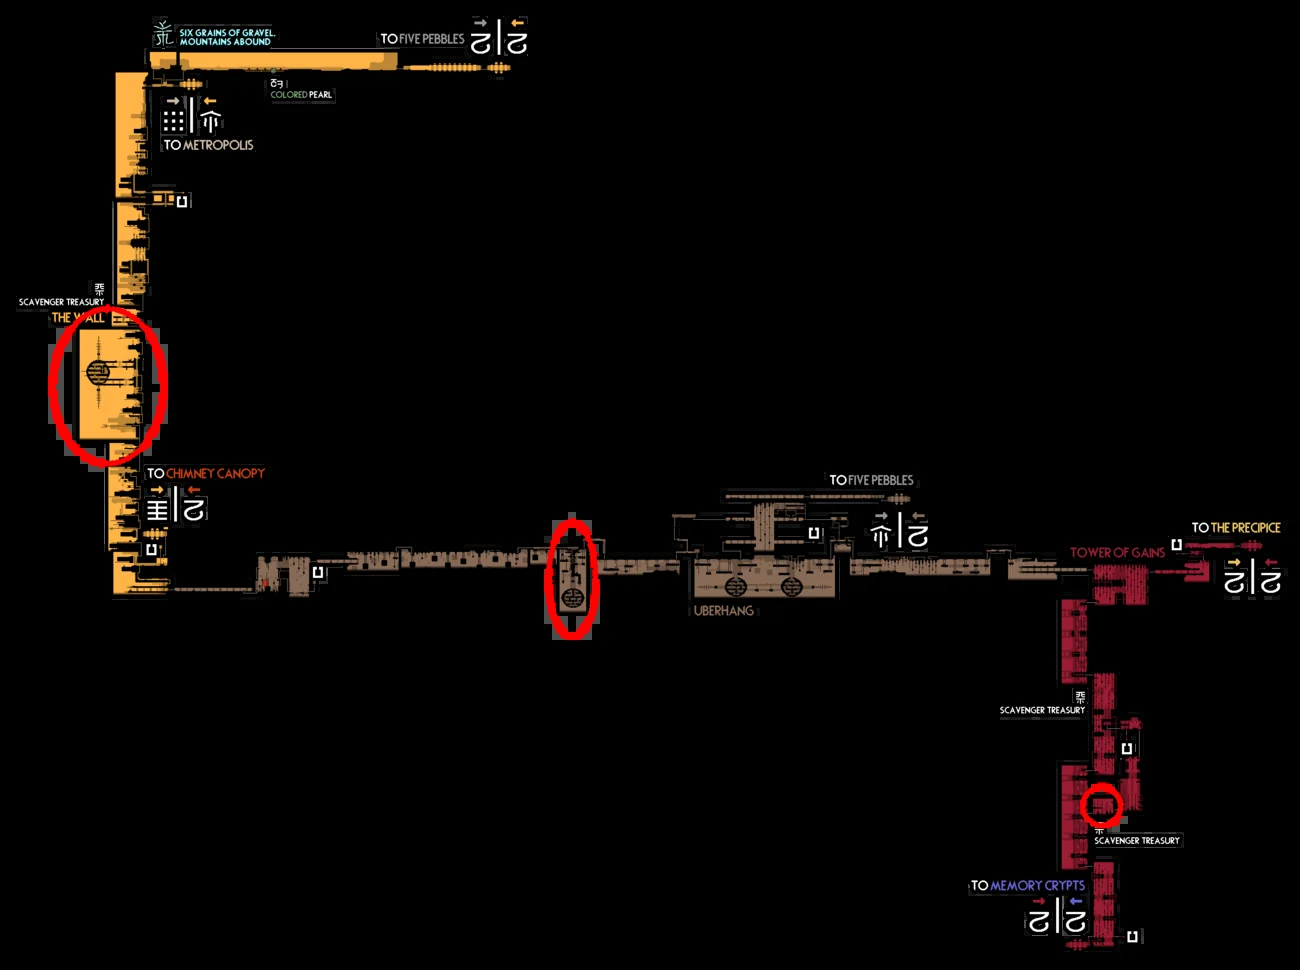 SIX GRAINS OF GRAVEL,
MOUNTAINS ABOUND
TO FIVE PEBBLES
COLORED PEARL
TO METROPOLIS
SCAVENGER TREASURY
THE WALL
TO CHIMNEY CANOPY
TO FIVE PEBBLES
TO THE PRECIPICE
TOWER OF GAINS
UBERHANG
SCAVENGER TREASURY
SCAVENGER TREASURY
TO MEMORY CRYPTS